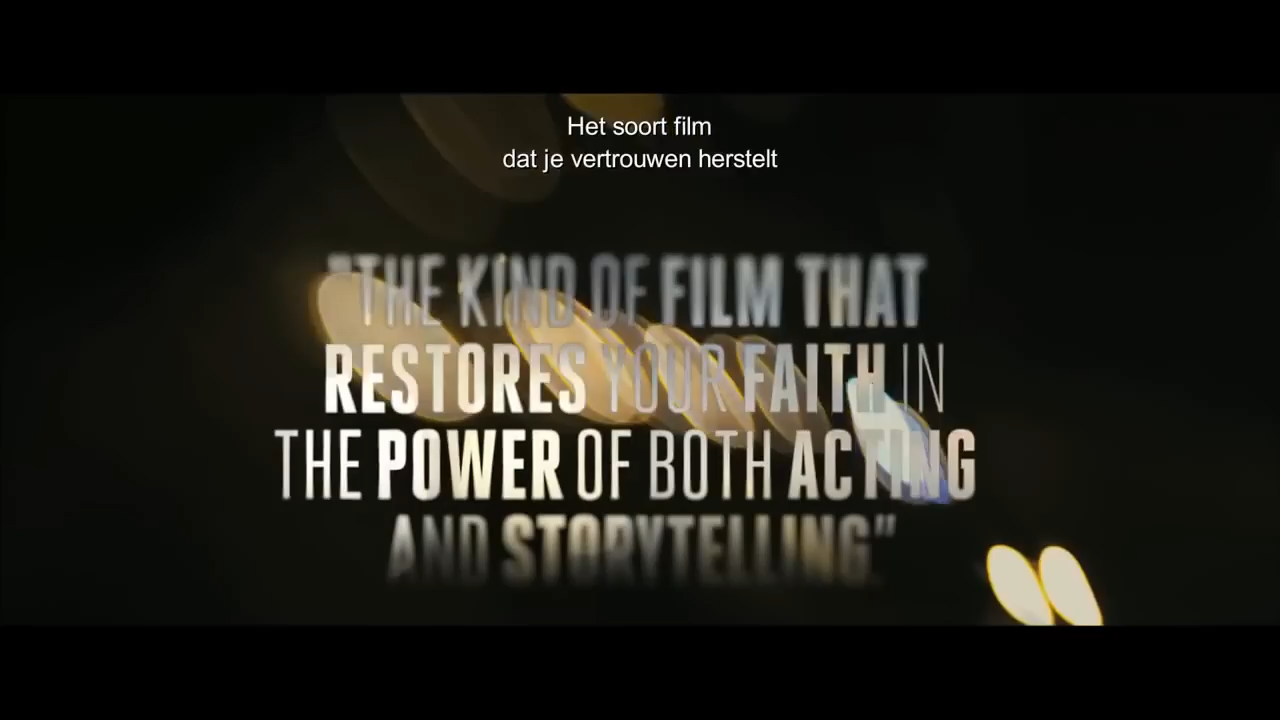 Het soort film
dat je vertrouwen herstelt
"THE KIND OF FILM THAT
RESTORES YOUR FAITH IN
THE POWER OF BOTH ACTING
AND STORYTELLING"